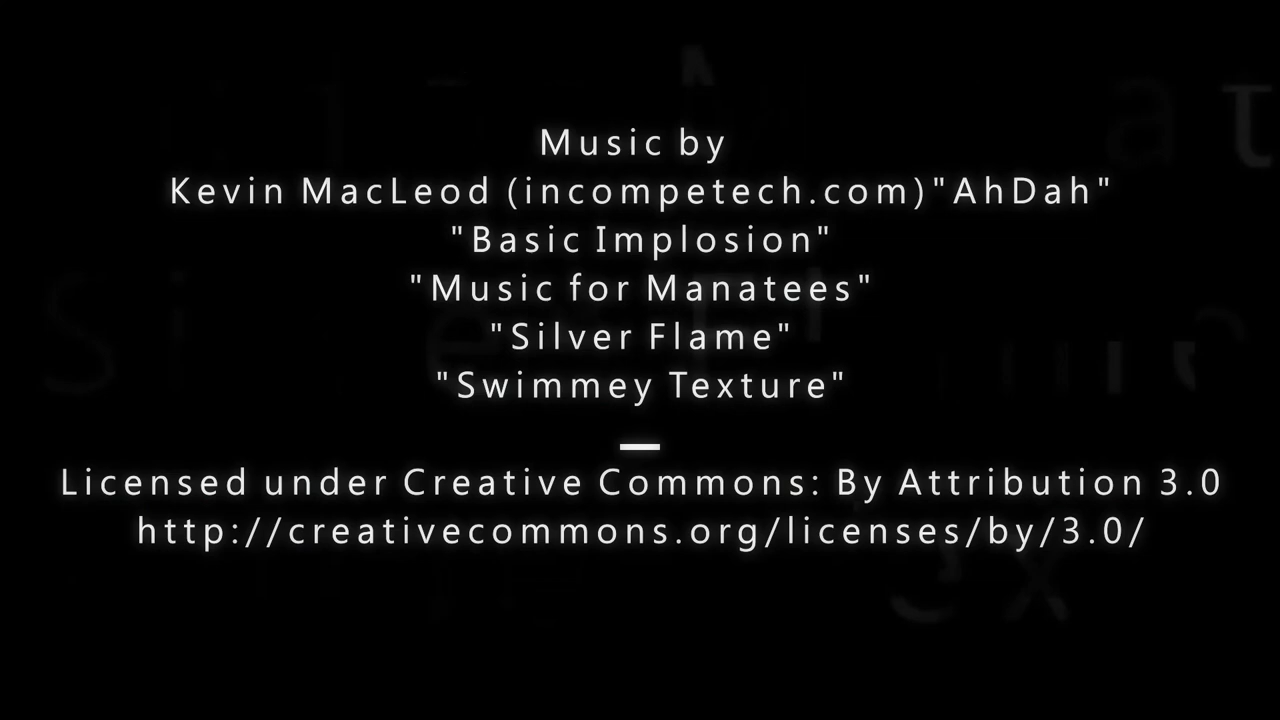 Music by
Kevin MacLeod (incompetech.com)"AhDah"
"Basic Implosion"
"Music for Manatees"
"Silver Flame"
"Swimmey Texture"
Licensed under Creative Commons: By Attribution 3.0
http://creativecommons.org/licenses/by/3.0/